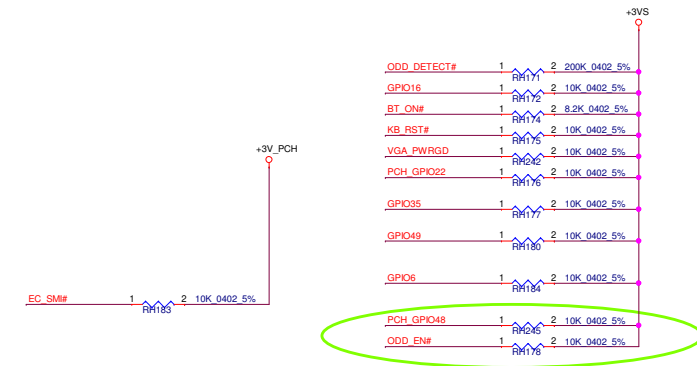 +3VS
ODD_DETECT# 1 2 200K_0402_5%
RH171
GPIO16 1 2 10K_0402_5%
RH172
BT_ON# 1 2 8.2K_0402_5%
RH174
KB_RST# 1 2 10K_0402_5%
RH175
VGA_PWRGD 1 2 10K_0402_5%
RH242
PCH_GPIO22 1 2 10K_0402_5%
RH176
GPIO35 1 2 10K_0402_5%
RH177
GPIO49 1 2 10K_0402_5%
RH180
GPIO6 1 2 10K_0402_5%
RH184
PCH_GPIO48 1 2 10K_0402_5%
RH245
ODD_EN# 1 2 10K_0402_5%
RH178
+3V_PCH
EC_SMI# 1 2 10K_0402_5%
RH183